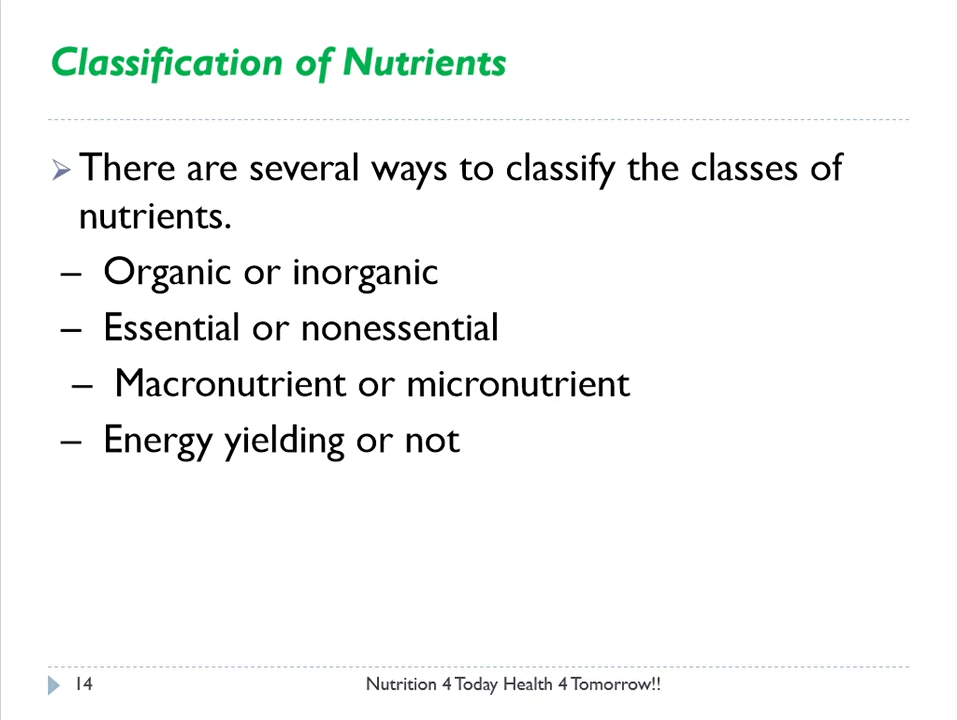 Classification of Nutrients
There are several ways to classify the classes of
nutrients.
– Organic or inorganic
– Essential or nonessential
– Macronutrient or micronutrient
– Energy yielding or not
14 Nutrition 4 Today Health 4 Tomorrow!!